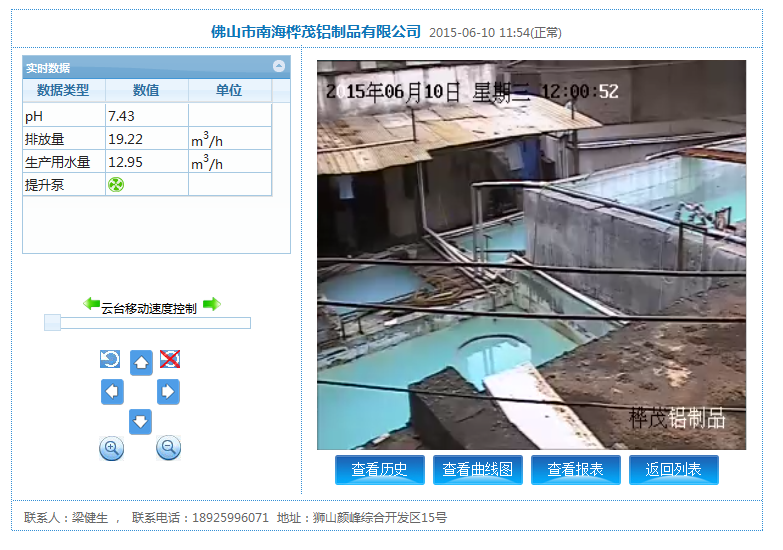 佛山市南海桦茂铝制品有限公司 2015-06-10 11:54(正常)
实时数据
数据类型 数值 单位
pH 7.43
排放量 19.22 m³/h
生产用水量 12.95 m³/h
提升泵
云台移动速度控制
2015年06月10日 星期三 12:00:52
桦茂铝制品
查看历史 查看曲线图 查看报表 返回列表
联系人：梁健生 ， 联系电话：18925996071 地址：狮山颜峰综合开发区15号